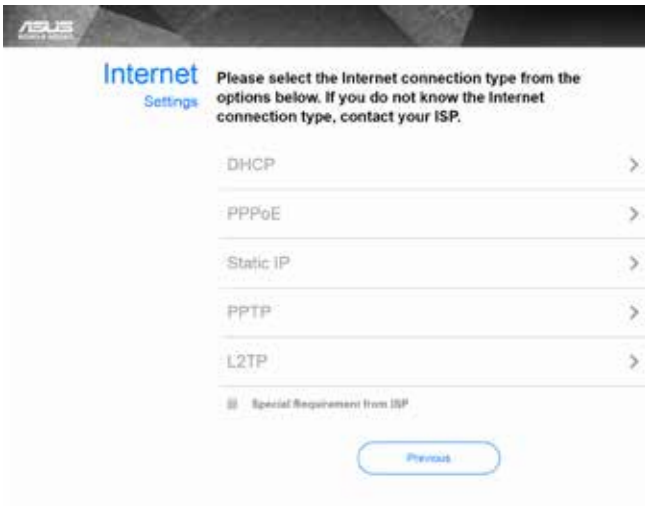 ASUS
Internet
Settings
Please select the Internet connection type from the
options below. If you do not know the Internet
connection type, contact your ISP.
DHCP
PPPoE
Static IP
PPTP
L2TP
Special Requirement from ISP
Previous